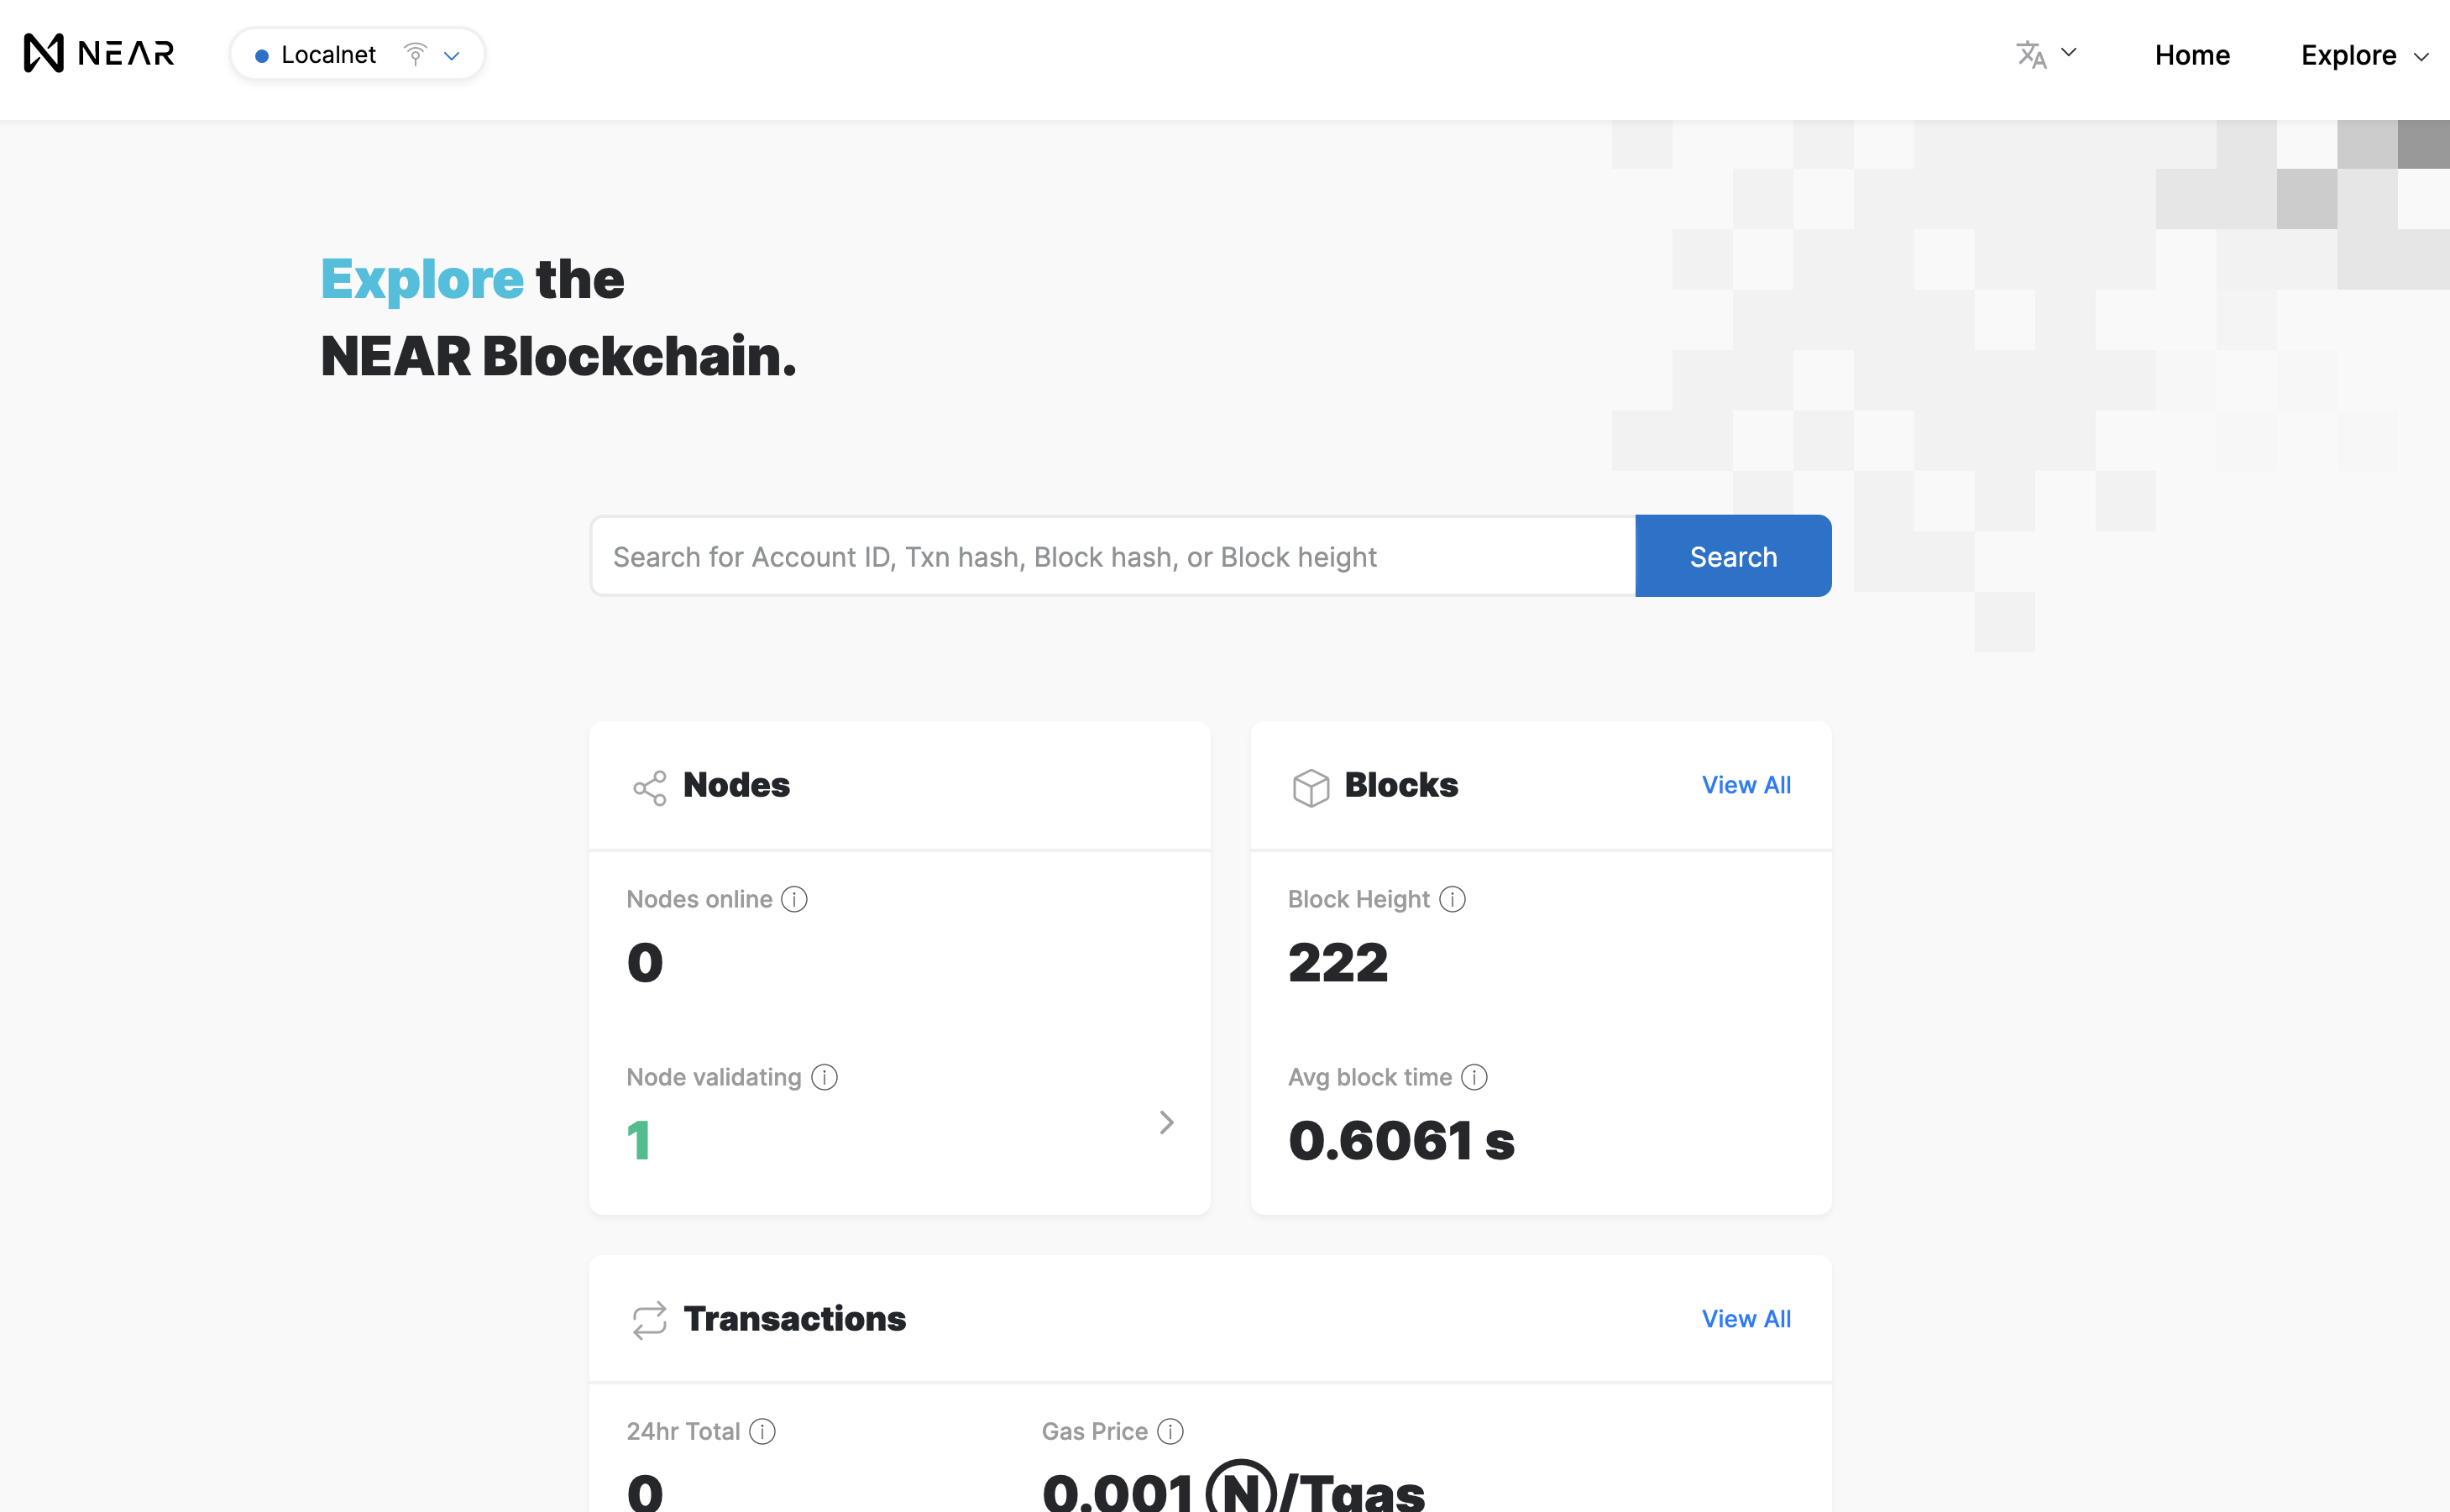 NEAR
Localnet
Home
Explore
Explore the
NEAR Blockchain.
Search for Account ID, Txn hash, Block hash, or Block height
Search
Nodes
Nodes online
0
Node validating
1
Blocks
View All
Block Height
222
Avg block time
0.6061 s
Transactions
View All
24hr Total
0
Gas Price
0.001 Ⓝ/Tgas